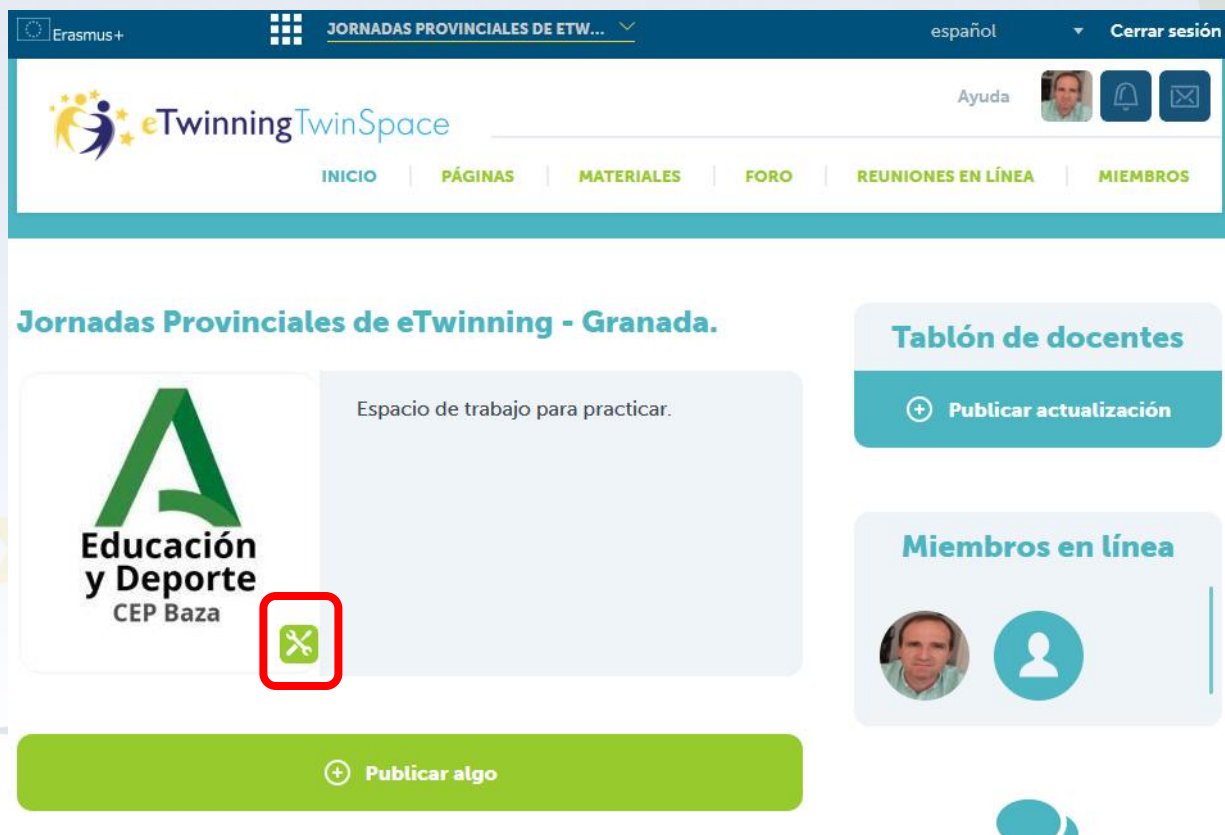 Erasmus+
JORNADAS PROVINCIALES DE ETW...
español
Cerrar sesión
eTwinning TwinSpace
Ayuda
INICIO
PÁGINAS
MATERIALES
FORO
REUNIONES EN LÍNEA
MIEMBROS
Jornadas Provinciales de eTwinning - Granada.
Educación
y Deporte
CEP Baza
Espacio de trabajo para practicar.
Publicar algo
Tablón de docentes
Publicar actualización
Miembros en línea